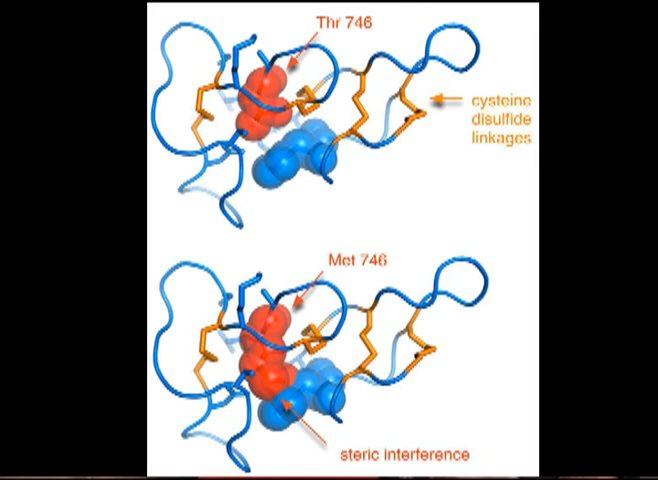 Thr 746
cysteine
disulfide
linkages
Met 746
steric interference